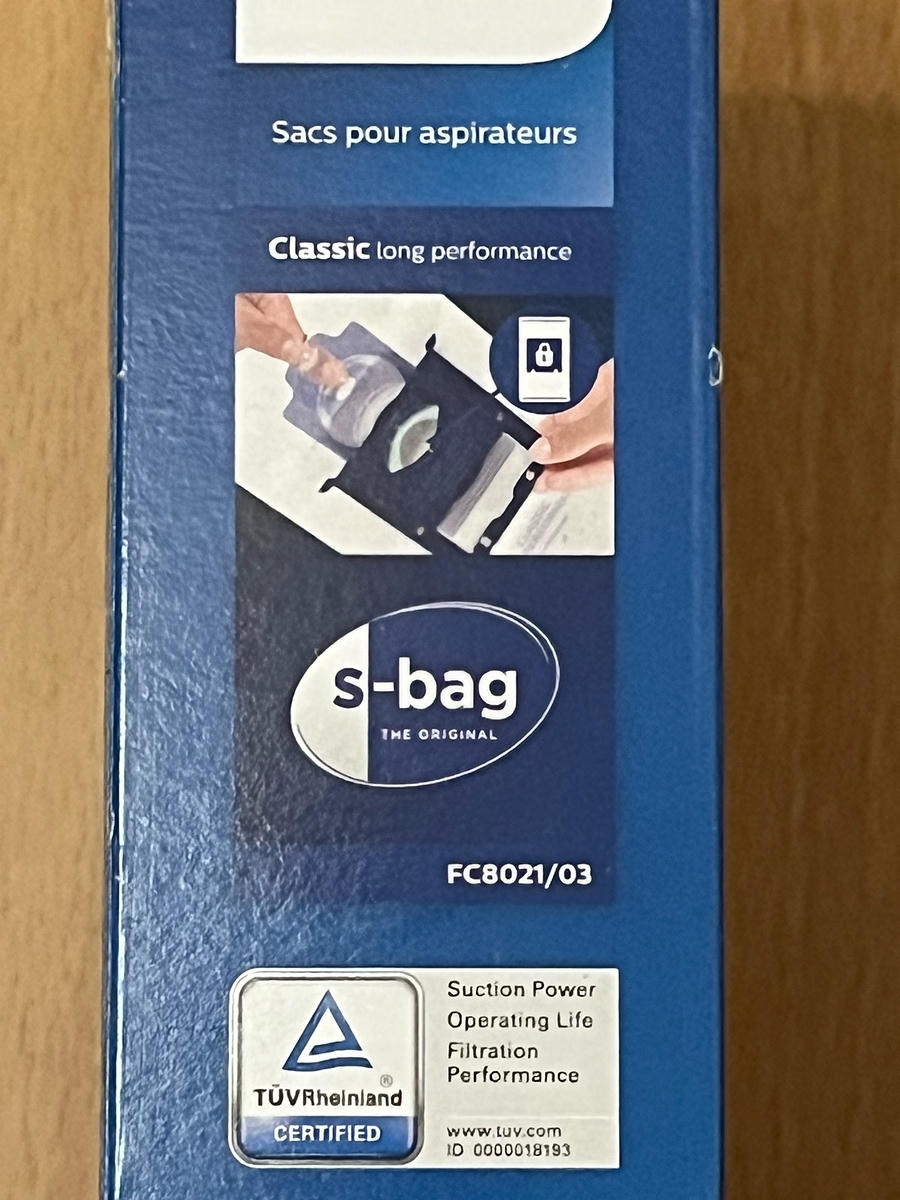 Sacs pour aspirateurs
Classic long performance
s-bag
THE ORIGINAL
FC8021/03
Suction Power
Operating Life
Filtration
Performance
®
TÜVRheinland
CERTIFIED
www.tuv.com
ID 0000018193